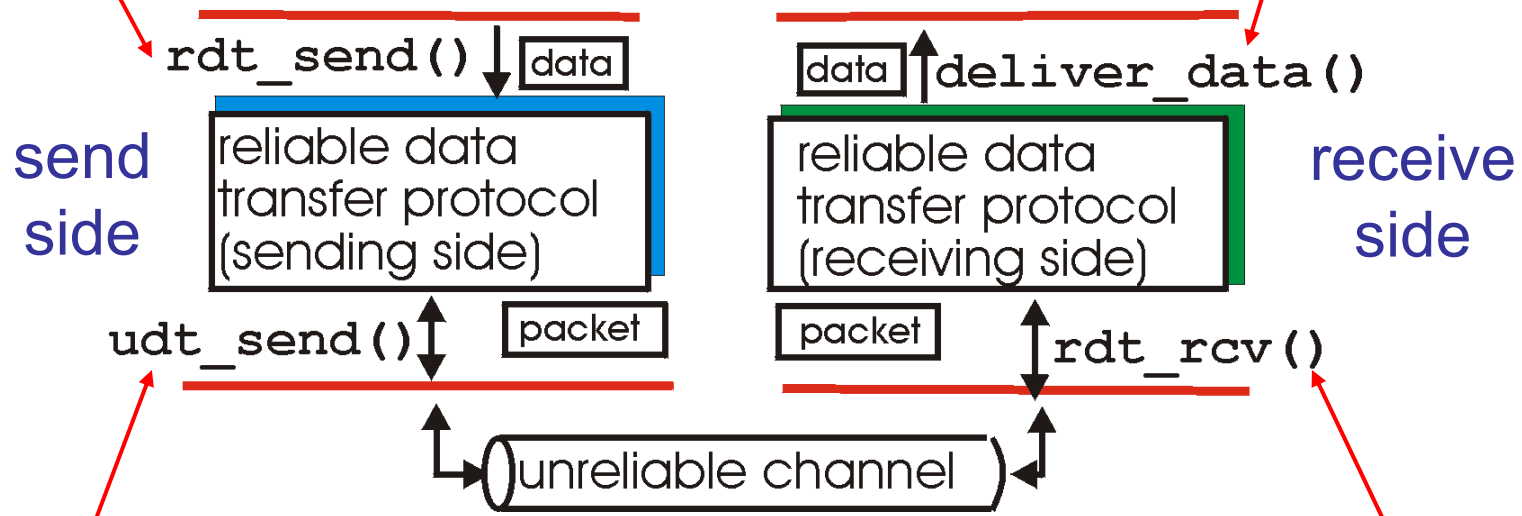 rdt_send()
data
data
deliver_data()
send
side
reliable data
transfer protocol
(sending side)
reliable data
transfer protocol
(receiving side)
receive
side
udt_send()
packet
packet
rdt_rcv()
unreliable channel